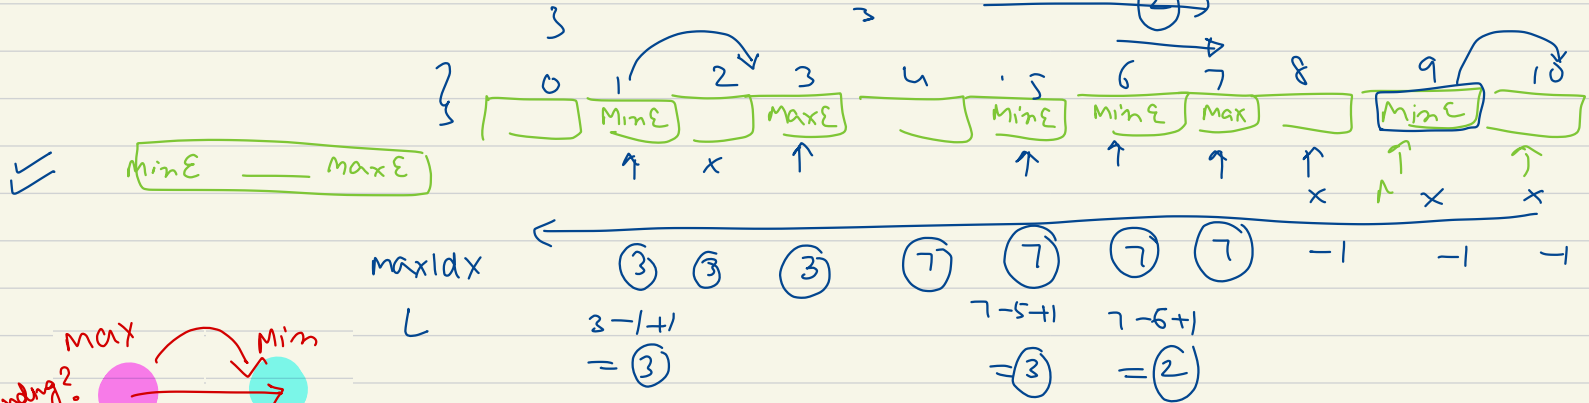 } 3 2
} 0 1 2 3 4 5 6 7 8 9 10
MinE MaxE MinE MinE Max MinE
MinE MaxE
x x x x
maxIdx 3 3 3 7 7 7 7 -1 -1 -1
L 3-1+1 7-5+1 7-6+1
= 3 = 3 = 2
max Min